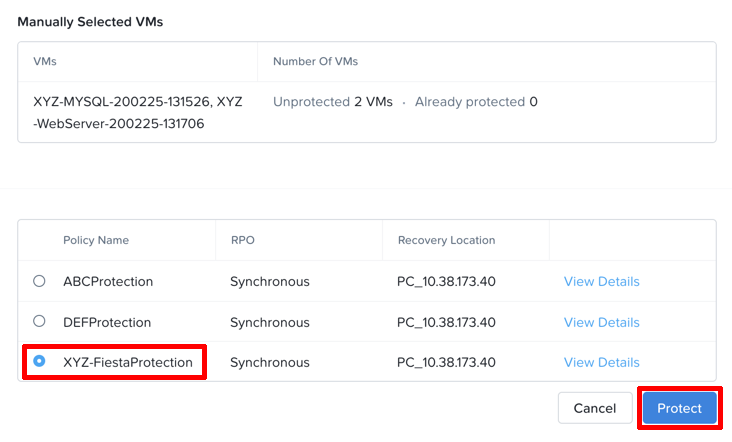 Manually Selected VMs
VMs Number Of VMs
XYZ-MYSQL-200225-131526, XYZ Unprotected 2 VMs · Already protected 0
-WebServer-200225-131706
Policy Name RPO Recovery Location
ABCProtection Synchronous PC_10.38.173.40 View Details
DEFProtection Synchronous PC_10.38.173.40 View Details
XYZ-FiestaProtection Synchronous PC_10.38.173.40 View Details
Cancel Protect